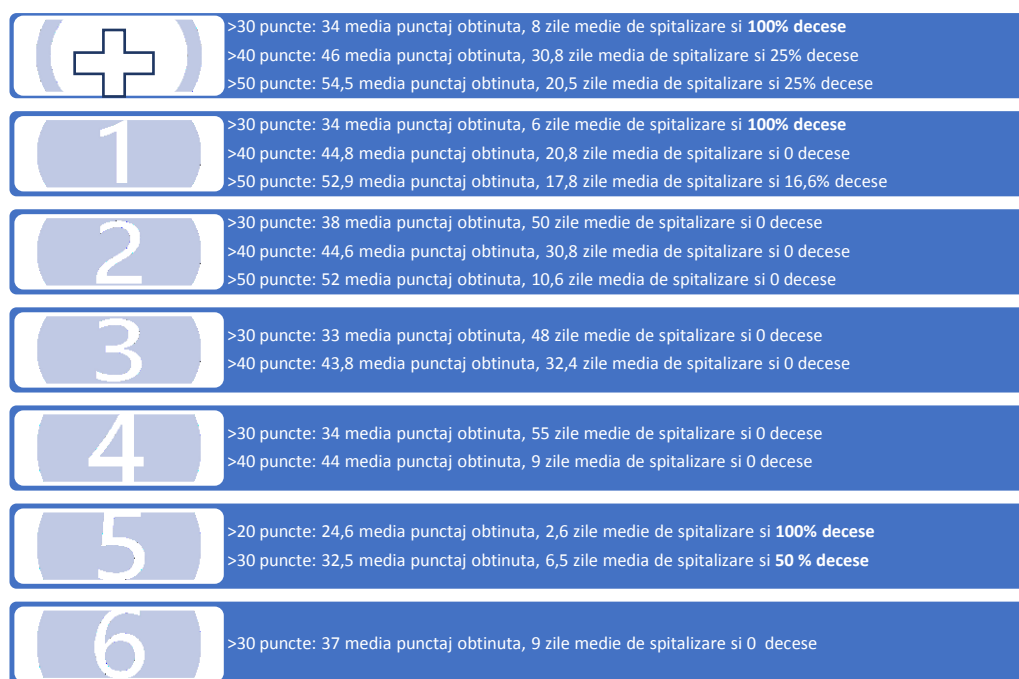 >30 puncte: 34 media punctaj obtinuta, 8 zile medie de spitalizare si 100% decese
>40 puncte: 46 media punctaj obtinuta, 30,8 zile media de spitalizare si 25% decese
>50 puncte: 54,5 media punctaj obtinuta, 20,5 zile media de spitalizare si 25% decese
1
>30 puncte: 34 media punctaj obtinuta, 6 zile medie de spitalizare si 100% decese
>40 puncte: 44,8 media punctaj obtinuta, 20,8 zile media de spitalizare si 0 decese
>50 puncte: 52,9 media punctaj obtinuta, 17,8 zile media de spitalizare si 16,6% decese
2
>30 puncte: 38 media punctaj obtinuta, 50 zile medie de spitalizare si 0 decese
>40 puncte: 44,6 media punctaj obtinuta, 30,8 zile media de spitalizare si 0 decese
>50 puncte: 52 media punctaj obtinuta, 10,6 zile media de spitalizare si 0 decese
3
>30 puncte: 33 media punctaj obtinuta, 48 zile medie de spitalizare si 0 decese
>40 puncte: 43,8 media punctaj obtinuta, 32,4 zile media de spitalizare si 0 decese
4
>30 puncte: 34 media punctaj obtinuta, 55 zile medie de spitalizare si 0 decese
>40 puncte: 44 media punctaj obtinuta, 9 zile media de spitalizare si 0 decese
5
>20 puncte: 24,6 media punctaj obtinuta, 2,6 zile medie de spitalizare si 100% decese
>30 puncte: 32,5 media punctaj obtinuta, 6,5 zile medie de spitalizare si 50 % decese
6
>30 puncte: 37 media punctaj obtinuta, 9 zile medie de spitalizare si 0 decese